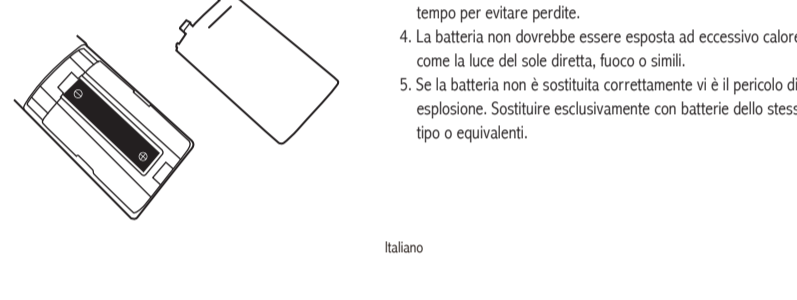 tempo per evitare perdite.
4. La batteria non dovrebbe essere esposta ad eccessivo calore
come la luce del sole diretta, fuoco o simili.
5. Se la batteria non è sostituita correttamente vi è il pericolo di
esplosione. Sostituire esclusivamente con batterie dello stess
tipo o equivalenti.
Italiano